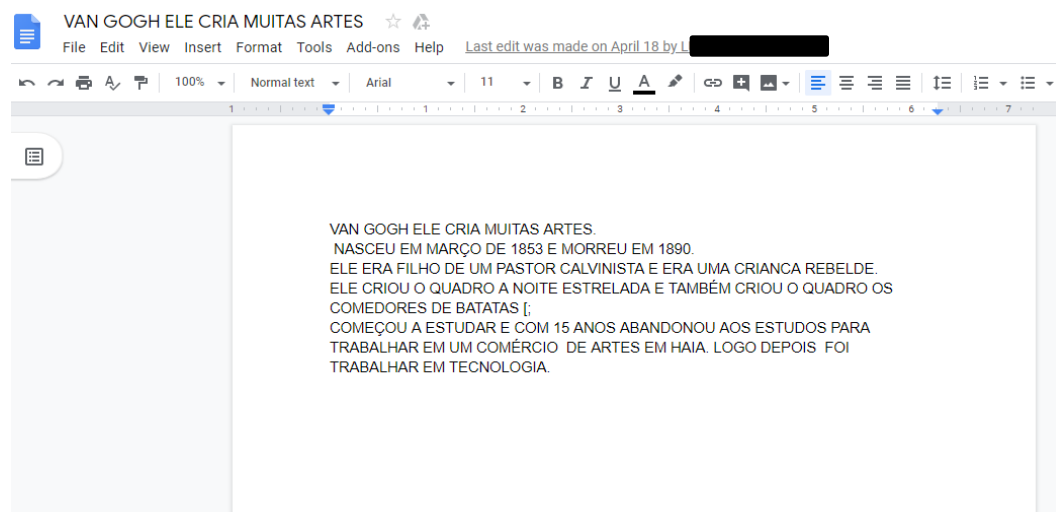 VAN GOGH ELE CRIA MUITAS ARTES
File Edit View Insert Format Tools Add-ons Help Last edit was made on April 18 by L
100% Normal text Arial 11 B I U A
1 1 2 3 4 5 6 7
VAN GOGH ELE CRIA MUITAS ARTES.
NASCEU EM MARÇO DE 1853 E MORREU EM 1890.
ELE ERA FILHO DE UM PASTOR CALVINISTA E ERA UMA CRIANCA REBELDE.
ELE CRIOU O QUADRO A NOITE ESTRELADA E TAMBÉM CRIOU O QUADRO OS
COMEDORES DE BATATAS [;
COMEÇOU A ESTUDAR E COM 15 ANOS ABANDONOU AOS ESTUDOS PARA
TRABALHAR EM UM COMÉRCIO  DE ARTES EM HAIA. LOGO DEPOIS  FOI
TRABALHAR EM TECNOLOGIA.